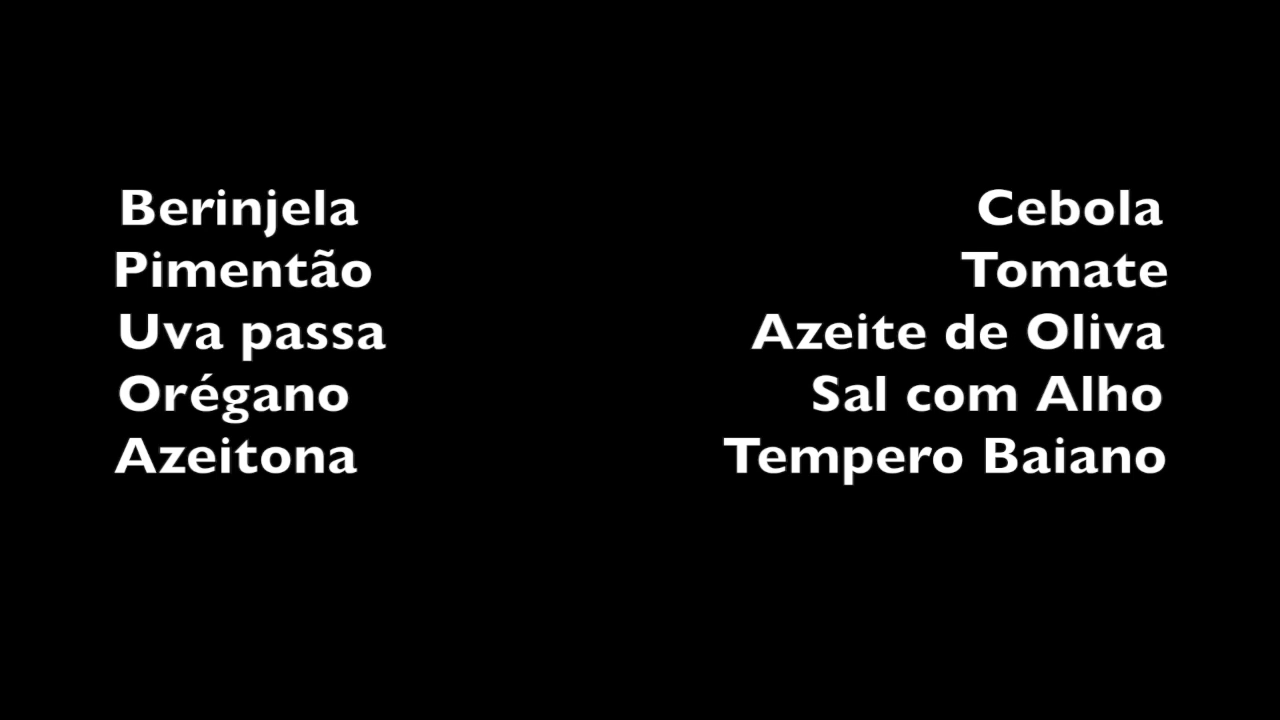 Berinjela
Pimentão
Uva passa
Orégano
Azeitona
Cebola
Tomate
Azeite de Oliva
Sal com Alho
Tempero Baiano